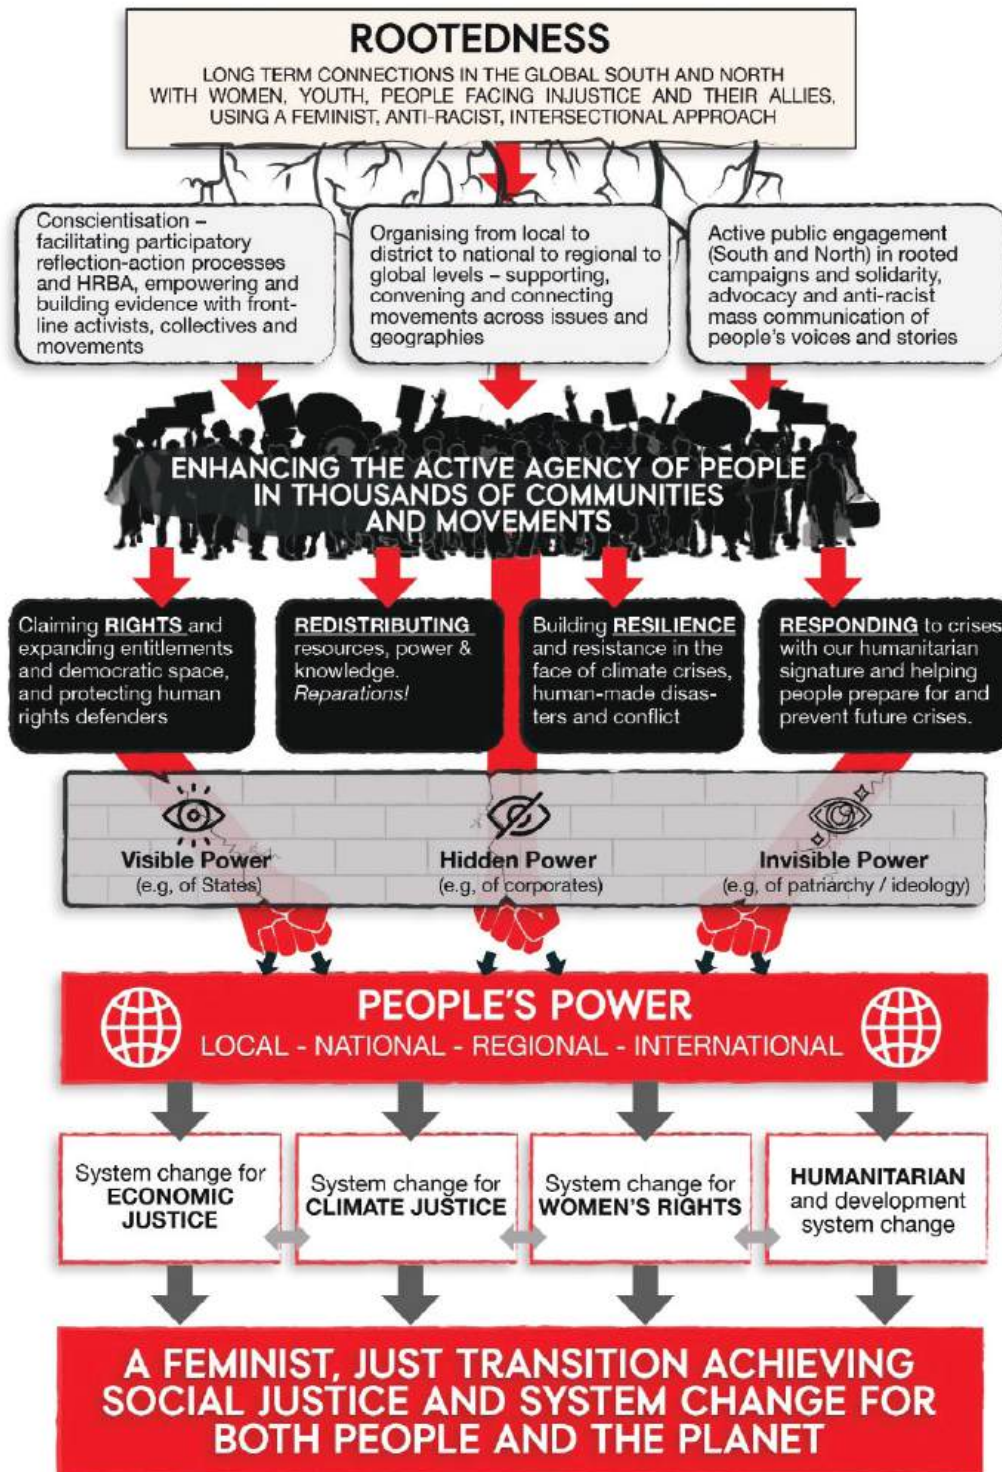 ROOTEDNESS
LONG TERM CONNECTIONS IN THE GLOBAL SOUTH AND NORTH
WITH WOMEN, YOUTH, PEOPLE FACING INJUSTICE AND THEIR ALLIES,
USING A FEMINIST, ANTI-RACIST, INTERSECTIONAL APPROACH
Conscientisation –
facilitating participatory
reflection-action processes
and HRBA, empowering and
building evidence with front-
line activists, collectives and
movements
Organising from local to
district to national to regional to
global levels – supporting,
convening and connecting
movements across issues and
geographies
Active public engagement
(South and North) in rooted
campaigns and solidarity,
advocacy and anti-racist
mass communication of
people's voices and stories
ENHANCING THE ACTIVE AGENCY OF PEOPLE
IN THOUSANDS OF COMMUNITIES
AND MOVEMENTS
Claiming RIGHTS and
expanding entitlements
and democratic space,
and protecting human
rights defenders
REDISTRIBUTING
resources, power &
knowledge.
Reparations!
Building RESILIENCE
and resistance in the
face of climate crises,
human-made disas-
ters and conflict
RESPONDING to crises
with our humanitarian
signature and helping
people prepare for and
prevent future crises.
Visible Power
(e.g, of States)
Hidden Power
(e.g, of corporates)
Invisible Power
(e.g, of patriarchy / ideology)
PEOPLE'S POWER
LOCAL - NATIONAL - REGIONAL - INTERNATIONAL
System change for
ECONOMIC
JUSTICE
System change for
CLIMATE JUSTICE
System change for
WOMEN'S RIGHTS
HUMANITARIAN
and development
system change
A FEMINIST, JUST TRANSITION ACHIEVING
SOCIAL JUSTICE AND SYSTEM CHANGE FOR
BOTH PEOPLE AND THE PLANET